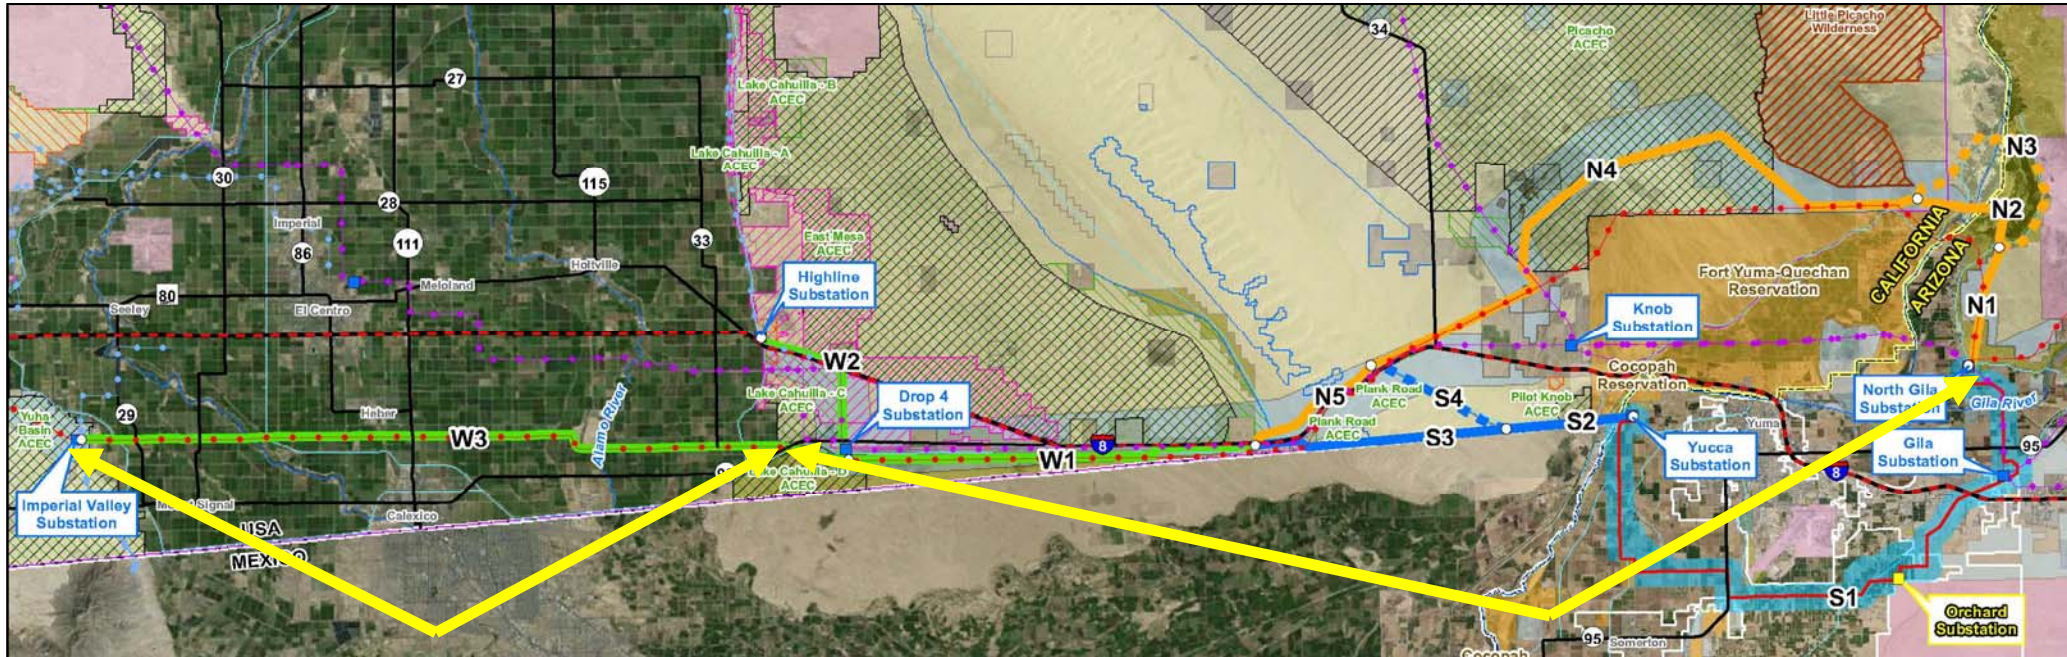 34
Picacho
ACEC
Little Picacho
Wilderness
27
Lake Cahuilla - B
ACEC
N3
Lake Cahuilla - A
ACEC
30
115
N4
28
N2
Imperial
33
East Mesa
ACEC
111
86
CALIFORNIA
ARIZONA
Holtville
Highline
Substation
Fort Yuma-Quechan
Reservation
Meloland
80
Seeley
El Centro
Knob
Substation
N1
W2
Cocopah
Reservation
Lake Cahuilla - C
ACEC
Drop 4
Substation
N5
Plank Road
ACEC
S4
Pilot Knob
ACEC
North Gila
Substation
Gila River
Alamo River
Heber
29
Yuha
Basin
ACEC
W3
Plank Road
ACEC
S3
S2
Yuma
8
W1
Yucca
Substation
Gila
Substation
95
8
Lake Cahuilla - D
ACEC
Imperial Valley
Substation
Mount Signal
Calexico
USA
MEXICO
S1
Orchard
Substation
95
Somerton
Cocopah